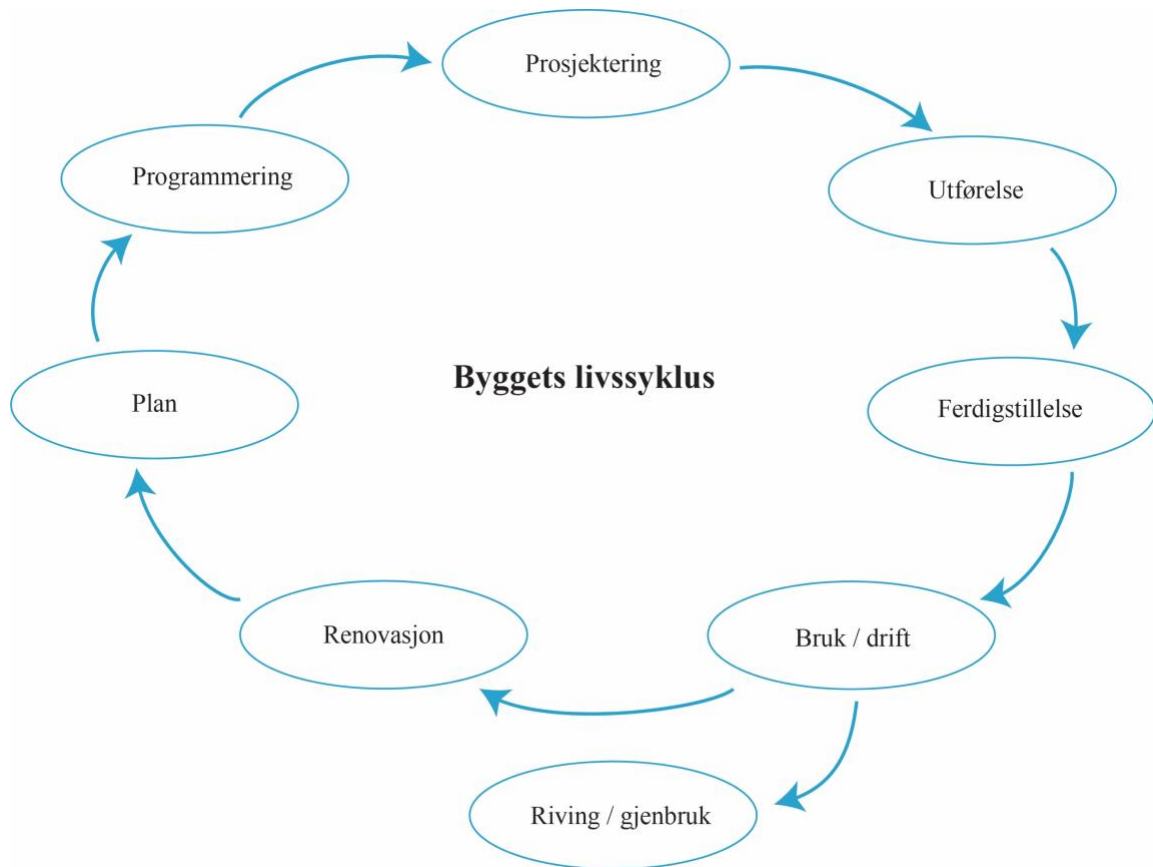 Prosjektering
Programmering
Utførelse
Byggets livssyklus
Plan
Ferdigstillelse
Renovasjon
Bruk / drift
Riving / gjenbruk